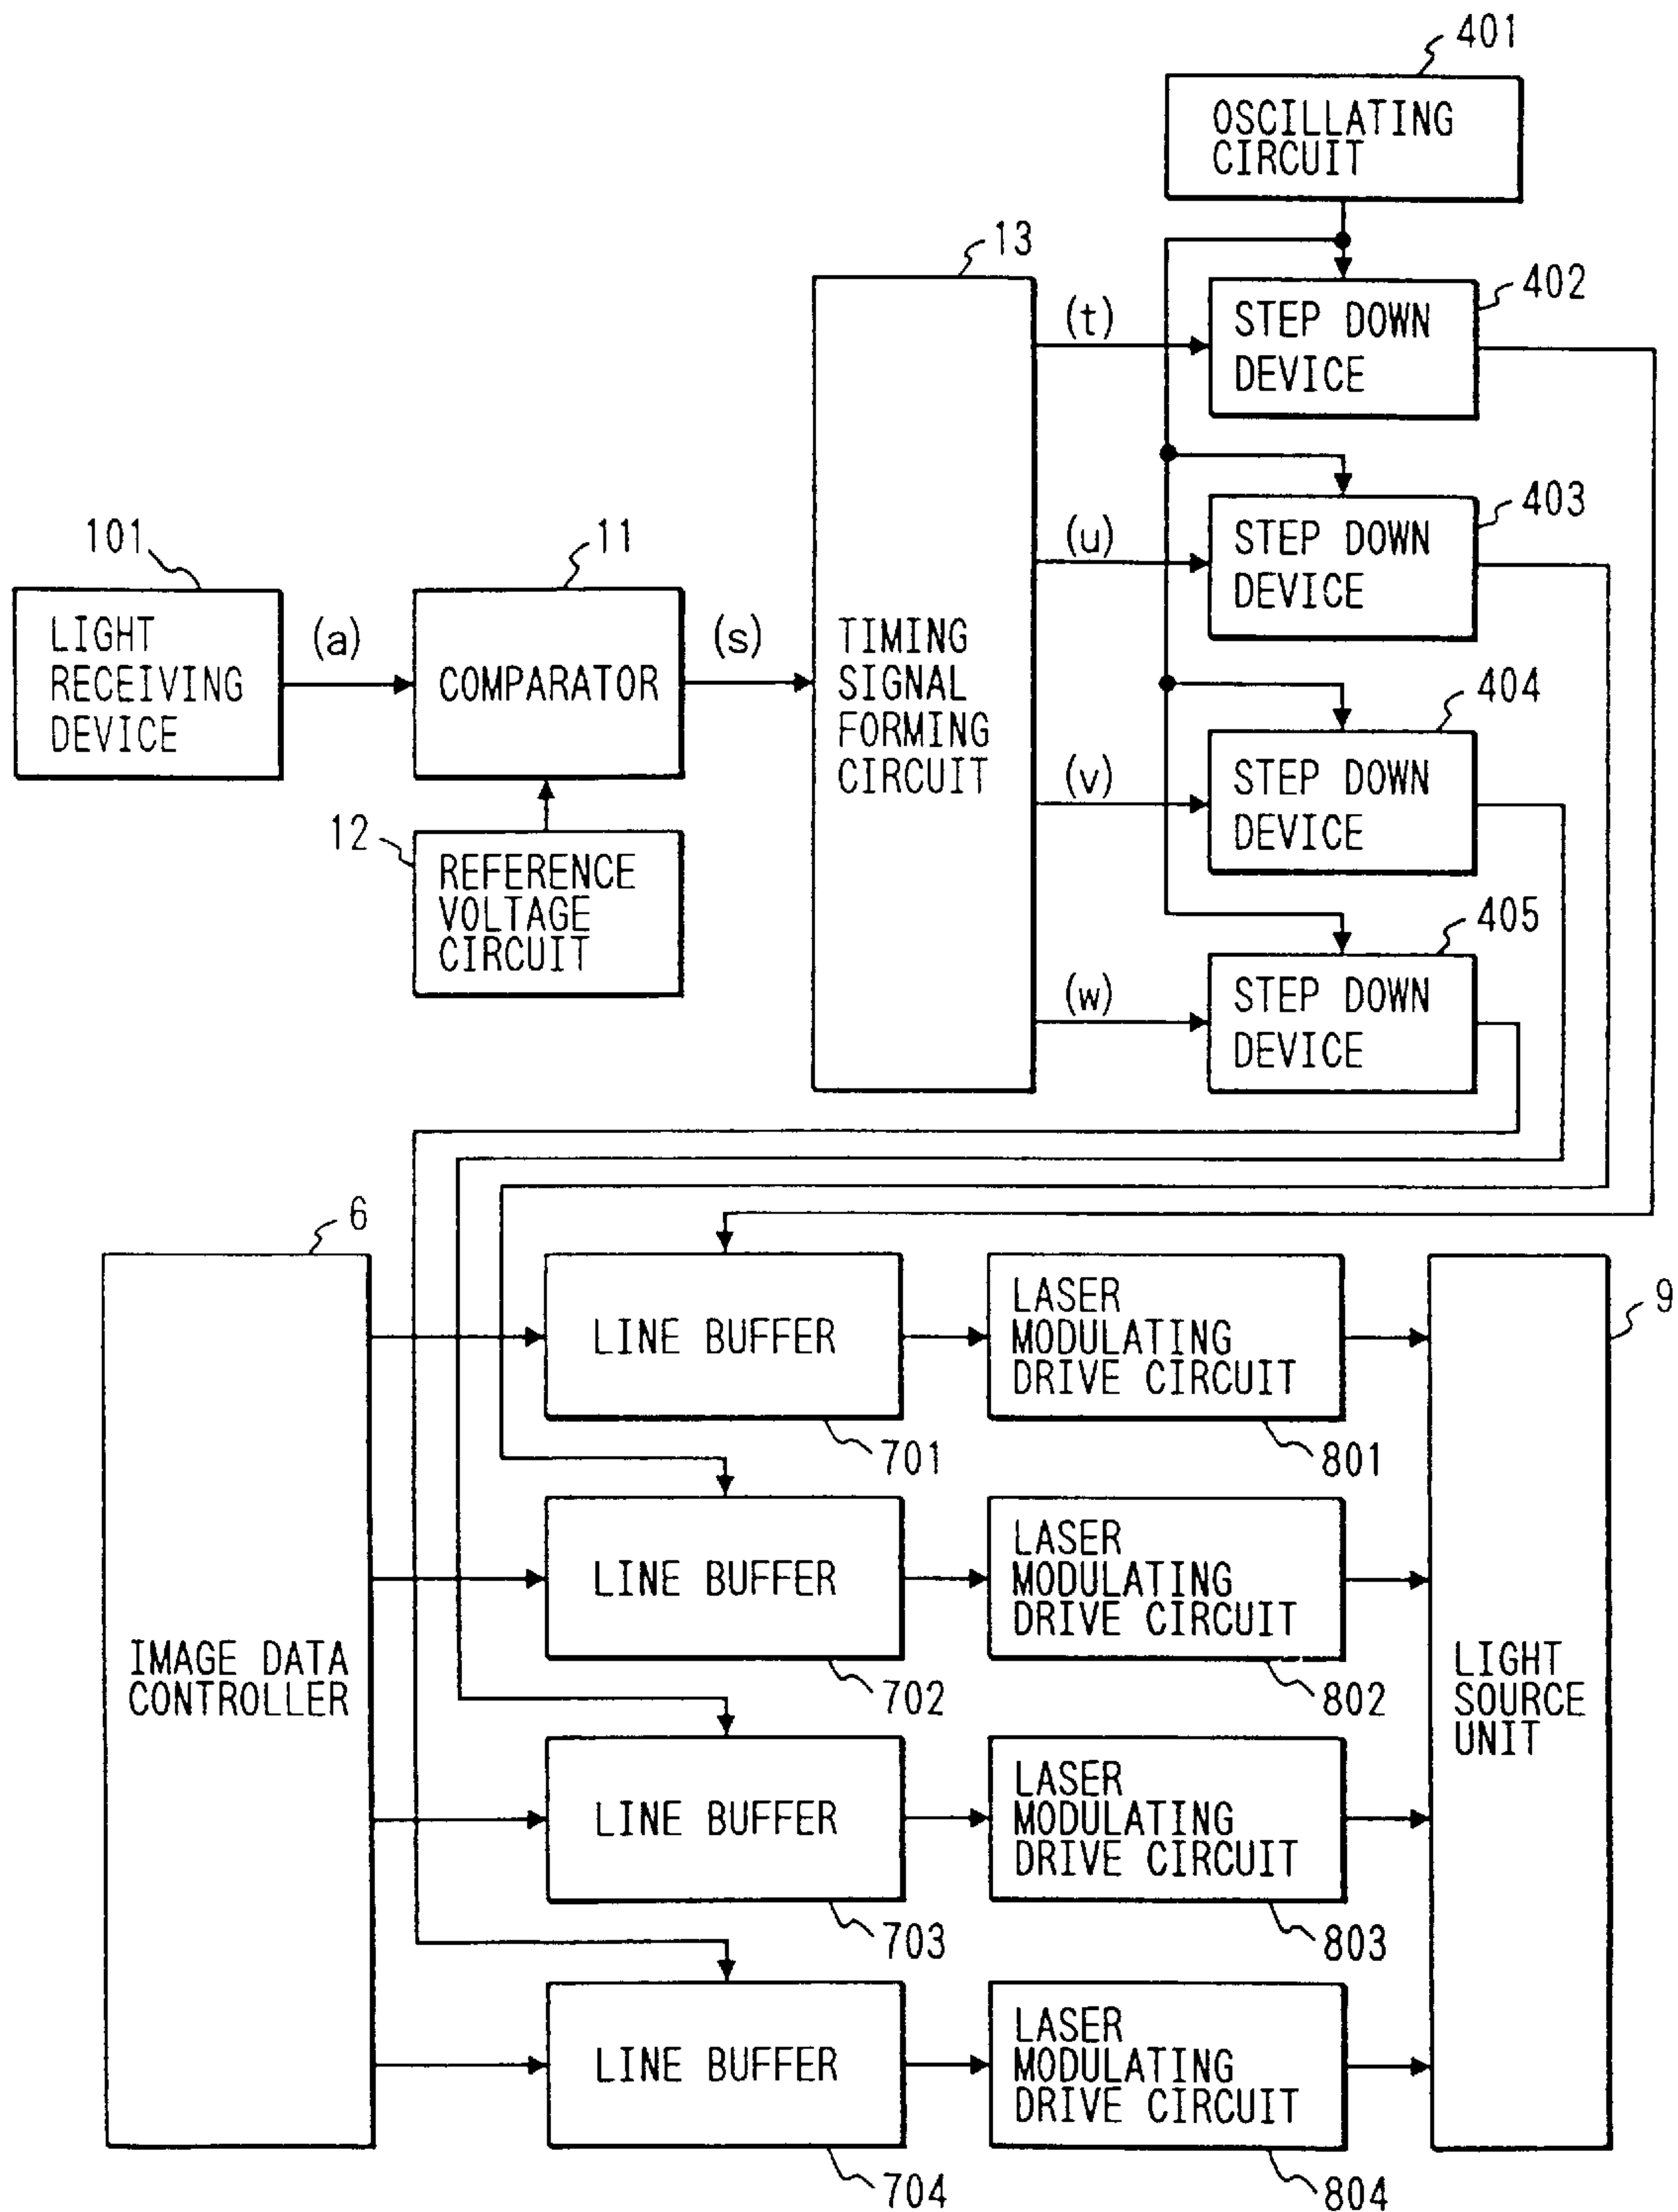 401
OSCILLATING
CIRCUIT
13
402
(t)
STEP DOWN
DEVICE
403
(u)
STEP DOWN
DEVICE
101
11
LIGHT
RECEIVING
DEVICE
(a)
COMPARATOR
(s)
TIMING
SIGNAL
FORMING
CIRCUIT
404
(v)
STEP DOWN
DEVICE
12
REFERENCE
VOLTAGE
CIRCUIT
405
(w)
STEP DOWN
DEVICE
6
IMAGE DATA
CONTROLLER
LINE BUFFER
701
LASER
MODULATING
DRIVE CIRCUIT
801
9
LIGHT
SOURCE
UNIT
LINE BUFFER
702
LASER
MODULATING
DRIVE CIRCUIT
802
LINE BUFFER
703
LASER
MODULATING
DRIVE CIRCUIT
803
LINE BUFFER
704
LASER
MODULATING
DRIVE CIRCUIT
804